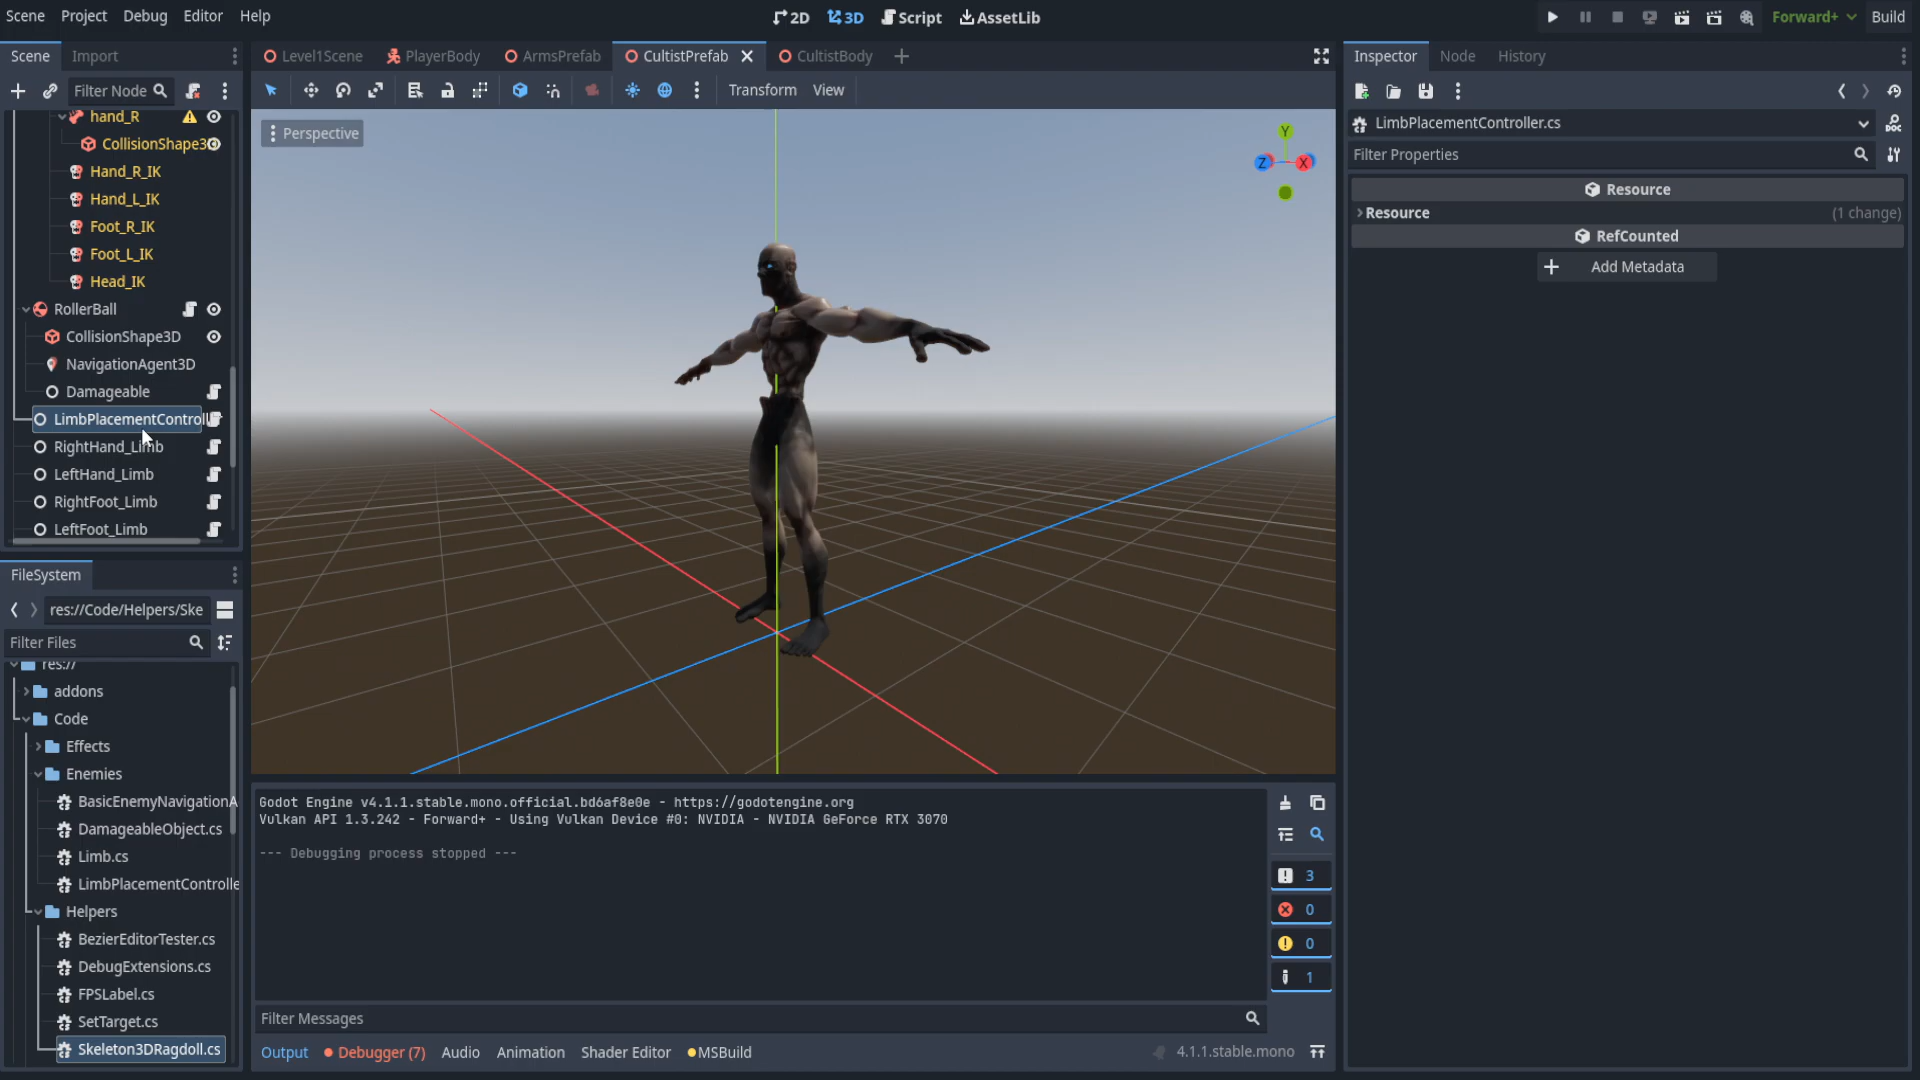 Scene Project Debug Editor Help
2D 3D Script AssetLib
Forward+ Build
Scene Import
Level1Scene PlayerBody ArmsPrefab CultistPrefab CultistBody
Inspector Node History
Filter Node
Transform View
hand_R
CollisionShape3
Hand_R_IK
Hand_L_IK
Foot_R_IK
Foot_L_IK
Head_IK
RollerBall
CollisionShape3D
NavigationAgent3D
Damageable
LimbPlacementControl
RightHand_Limb
LeftHand_Limb
RightFoot_Limb
LeftFoot_Limb
Perspective
Y
Z X
LimbPlacementController.cs
DOC
Filter Properties
Resource
Resource (1 change)
RefCounted
Add Metadata
FileSystem
res://Code/Helpers/Ske
Filter Files
res://
addons
Code
Effects
Enemies
BasicEnemyNavigationA
DamageableObject.cs
Limb.cs
LimbPlacementControlle
Helpers
BezierEditorTester.cs
DebugExtensions.cs
FPSLabel.cs
SetTarget.cs
Skeleton3DRagdoll.cs
Godot Engine v4.1.1.stable.mono.official.bd6af8e0e - https://godotengine.org
Vulkan API 1.3.242 - Forward+ - Using Vulkan Device #0: NVIDIA - NVIDIA GeForce RTX 3070
--- Debugging process stopped ---
3
0
0
1
Filter Messages
Output Debugger (7) Audio Animation Shader Editor MSBuild 4.1.1.stable.mono